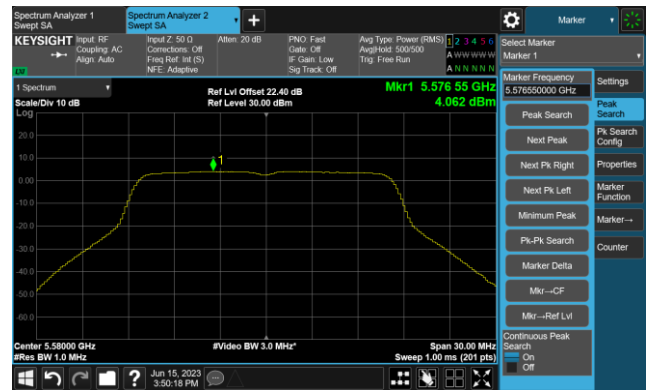 Spectrum Analyzer 1
Swept SA
Spectrum Analyzer 2
Swept SA
+
Marker
KEYSIGHT
Input: RF
Coupling: AC
Align: Auto
Input Z: 50 Ω
Corrections: Off
Freq Ref: Int (S)
NFE: Adaptive
Atten: 20 dB
PNO: Fast
Gate: Off
IF Gain: Low
Sig Track: Off
Avg Type: Power (RMS)
Avg|Hold: 500/500
Trig: Free Run
1 2 3 4 5 6
A W W W W W
A N N N N N
Select Marker
Marker 1
1 Spectrum
Scale/Div 10 dB
Log
Ref Lvl Offset 22.40 dB
Ref Level 30.00 dBm
Mkr1 5.576 55 GHz
4.062 dBm
20.0
10.0
0.00
-10.0
-20.0
-30.0
-40.0
-50.0
-60.0
1
Center 5.58000 GHz
#Res BW 1.0 MHz
#Video BW 3.0 MHz*
Span 30.00 MHz
Sweep 1.00 ms (201 pts)
Marker Frequency
5.576550000 GHz
Peak Search
Next Peak
Next Pk Right
Next Pk Left
Minimum Peak
Pk-Pk Search
Marker Delta
Mkr→CF
Mkr→Ref Lvl
Continuous Peak
Search
On
Off
Settings
Peak
Search
Pk Search
Config
Properties
Marker
Function
Marker→
Counter
?
Jun 15, 2023
3:50:18 PM